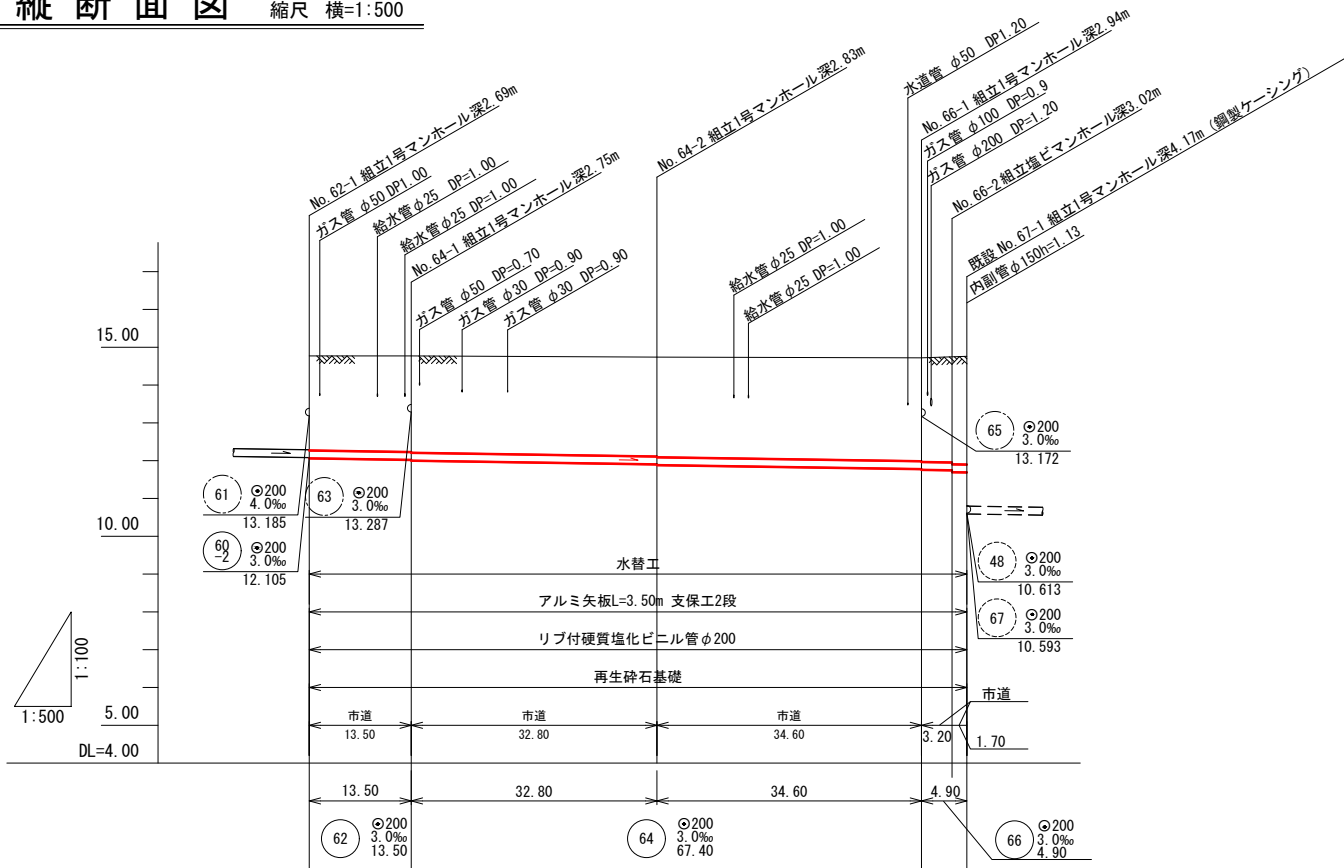 縦断面図
縮尺 横=1:500
No.62-1 組立1号マンホール深2.69m
ガス管 φ50 DP1.00
給水管φ25 DP=1.00
給水管φ25 DP=1.00
No.64-1 組立1号マンホール深2.75m
ガス管 φ50 DP=0.70
ガス管 φ30 DP=0.90
ガス管 φ30 DP=0.90
No.64-2 組立1号マンホール深2.83m
給水管φ25 DP=1.00
給水管φ25 DP=1.00
水道管 φ50 DP1.20
No.66-1 組立1号マンホール深2.94m
ガス管 φ100 DP=0.9
ガス管 φ200 DP=1.20
No.66-2組立塩ビマンホール深3.02m
既設 No.67-1 組立1号マンホール深4.17m (鋼製ケーシング)
内副管φ150h=1.13
15.00
10.00
5.00
DL=4.00
1:100
1:500
61 ⦿200
4.0‰
13.185
60-2 ⦿200
3.0‰
12.105
63 ⦿200
3.0‰
13.287
65 ⦿200
3.0‰
13.172
48 ⦿200
3.0‰
10.613
67 ⦿200
3.0‰
10.593
水替工
アルミ矢板L=3.50m 支保工2段
リブ付硬質塩化ビニル管φ200
再生砕石基礎
市道 市道 市道 市道
13.50 32.80 34.60 3.20 1.70
13.50 32.80 34.60 4.90
62 ⦿200
3.0‰
13.50
64 ⦿200
3.0‰
67.40
66 ⦿200
3.0‰
4.90